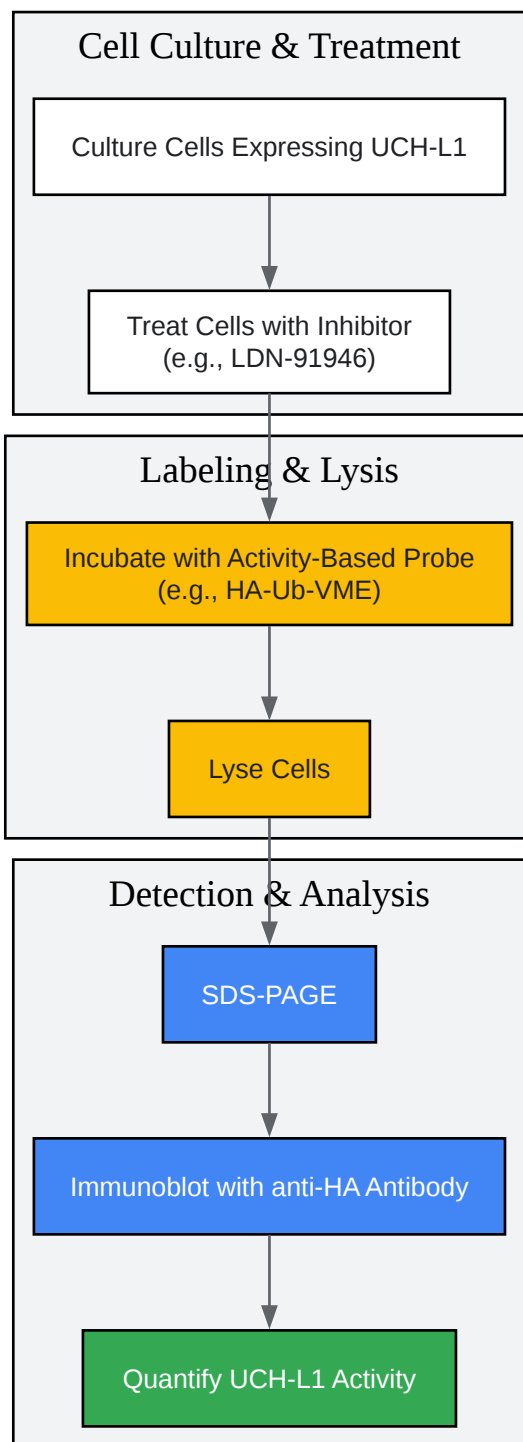 Cell Culture & Treatment
Culture Cells Expressing UCH-L1
Treat Cells with Inhibitor
(e.g., LDN-91946)
Labeling & Lysis
Incubate with Activity-Based Probe
(e.g., HA-Ub-VME)
Lyse Cells
Detection & Analysis
SDS-PAGE
Immunoblot with anti-HA Antibody
Quantify UCH-L1 Activity